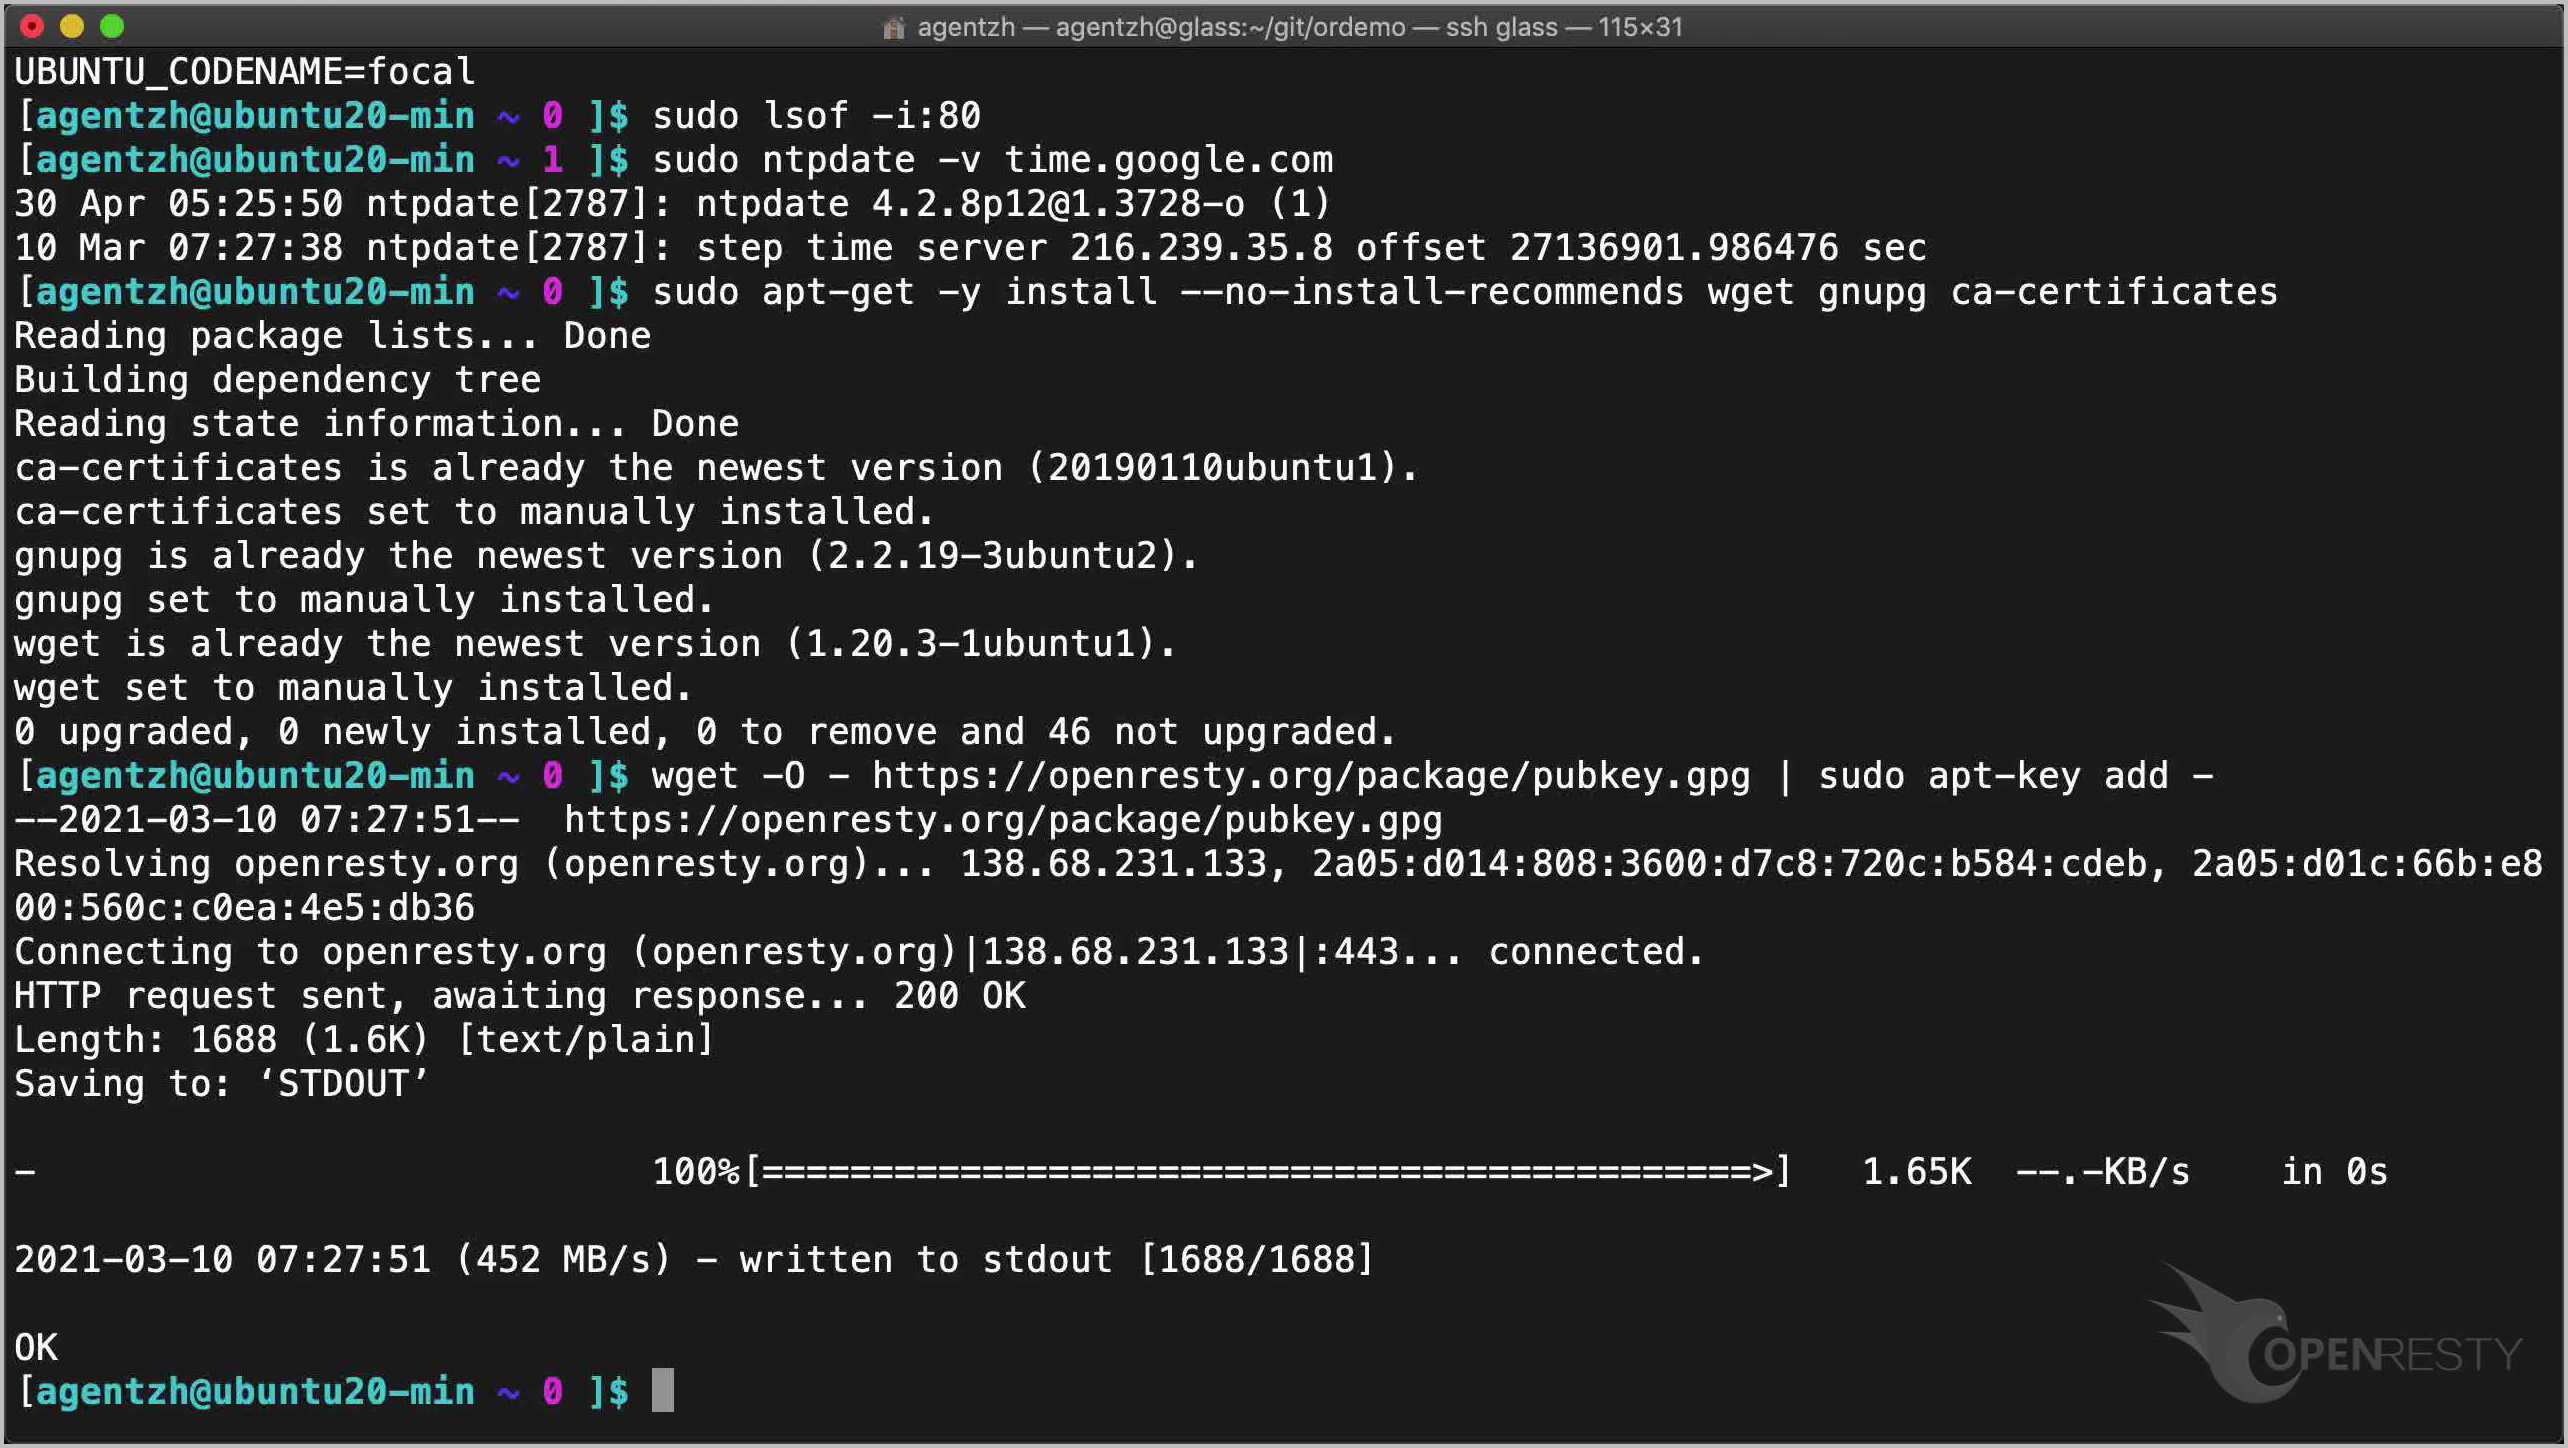 agentzh — agentzh@glass:~/git/ordemo — ssh glass — 115×31
UBUNTU_CODENAME=focal
[agentzh@ubuntu20-min ~ 0 ]$ sudo lsof -i:80
[agentzh@ubuntu20-min ~ 1 ]$ sudo ntpdate -v time.google.com
30 Apr 05:25:50 ntpdate[2787]: ntpdate 4.2.8p12@1.3728-o (1)
10 Mar 07:27:38 ntpdate[2787]: step time server 216.239.35.8 offset 27136901.986476 sec
[agentzh@ubuntu20-min ~ 0 ]$ sudo apt-get -y install --no-install-recommends wget gnupg ca-certificates
Reading package lists... Done
Building dependency tree
Reading state information... Done
ca-certificates is already the newest version (20190110ubuntu1).
ca-certificates set to manually installed.
gnupg is already the newest version (2.2.19-3ubuntu2).
gnupg set to manually installed.
wget is already the newest version (1.20.3-1ubuntu1).
wget set to manually installed.
0 upgraded, 0 newly installed, 0 to remove and 46 not upgraded.
[agentzh@ubuntu20-min ~ 0 ]$ wget -O - https://openresty.org/package/pubkey.gpg | sudo apt-key add -
--2021-03-10 07:27:51--  https://openresty.org/package/pubkey.gpg
Resolving openresty.org (openresty.org)... 138.68.231.133, 2a05:d014:808:3600:d7c8:720c:b584:cdeb, 2a05:d01c:66b:e8
00:560c:c0ea:4e5:db36
Connecting to openresty.org (openresty.org)|138.68.231.133|:443... connected.
HTTP request sent, awaiting response... 200 OK
Length: 1688 (1.6K) [text/plain]
Saving to: ‘STDOUT’
-                            100%[=============================================>]   1.65K  --.-KB/s    in 0s
2021-03-10 07:27:51 (452 MB/s) - written to stdout [1688/1688]
OK
[agentzh@ubuntu20-min ~ 0 ]$
OPENRESTY